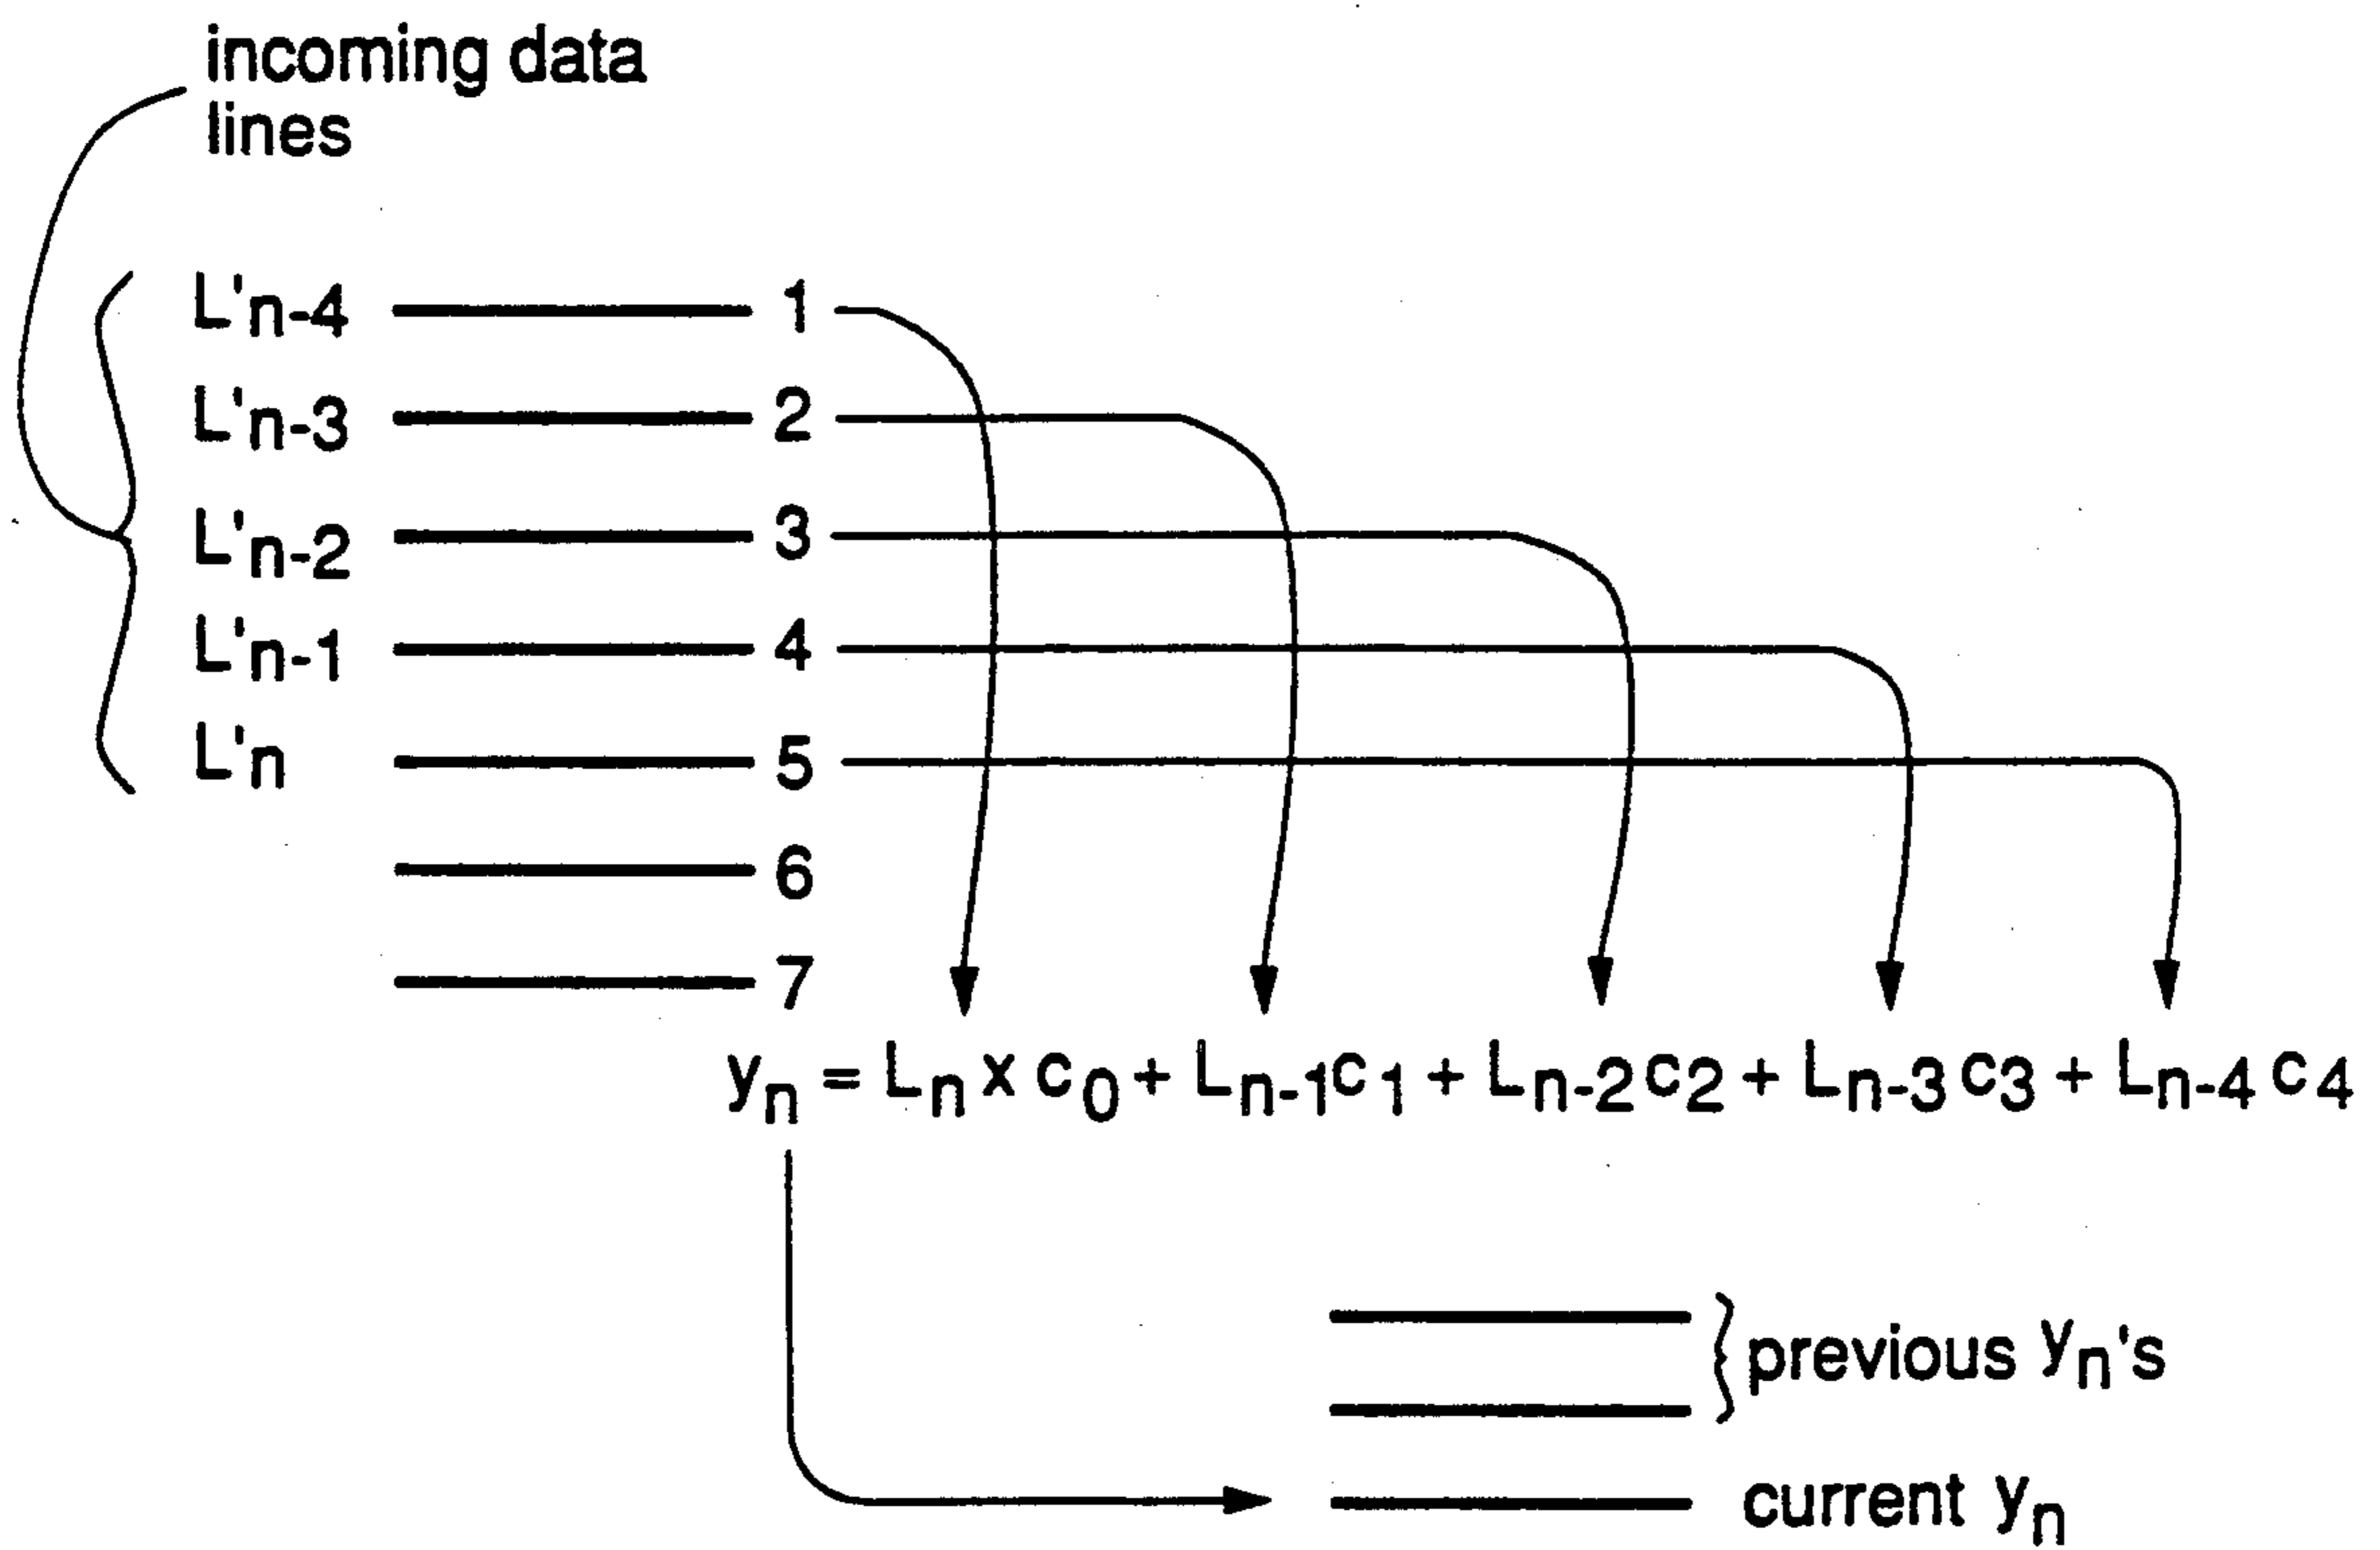 incoming data
lines
L'n-4 1
L'n-3 2
L'n-2 3
L'n-1 4
L'n 5
6
7
yn = Ln x c0 + Ln-1c1 + Ln-2c2 + Ln-3c3 + Ln-4c4
previous yn's
current yn